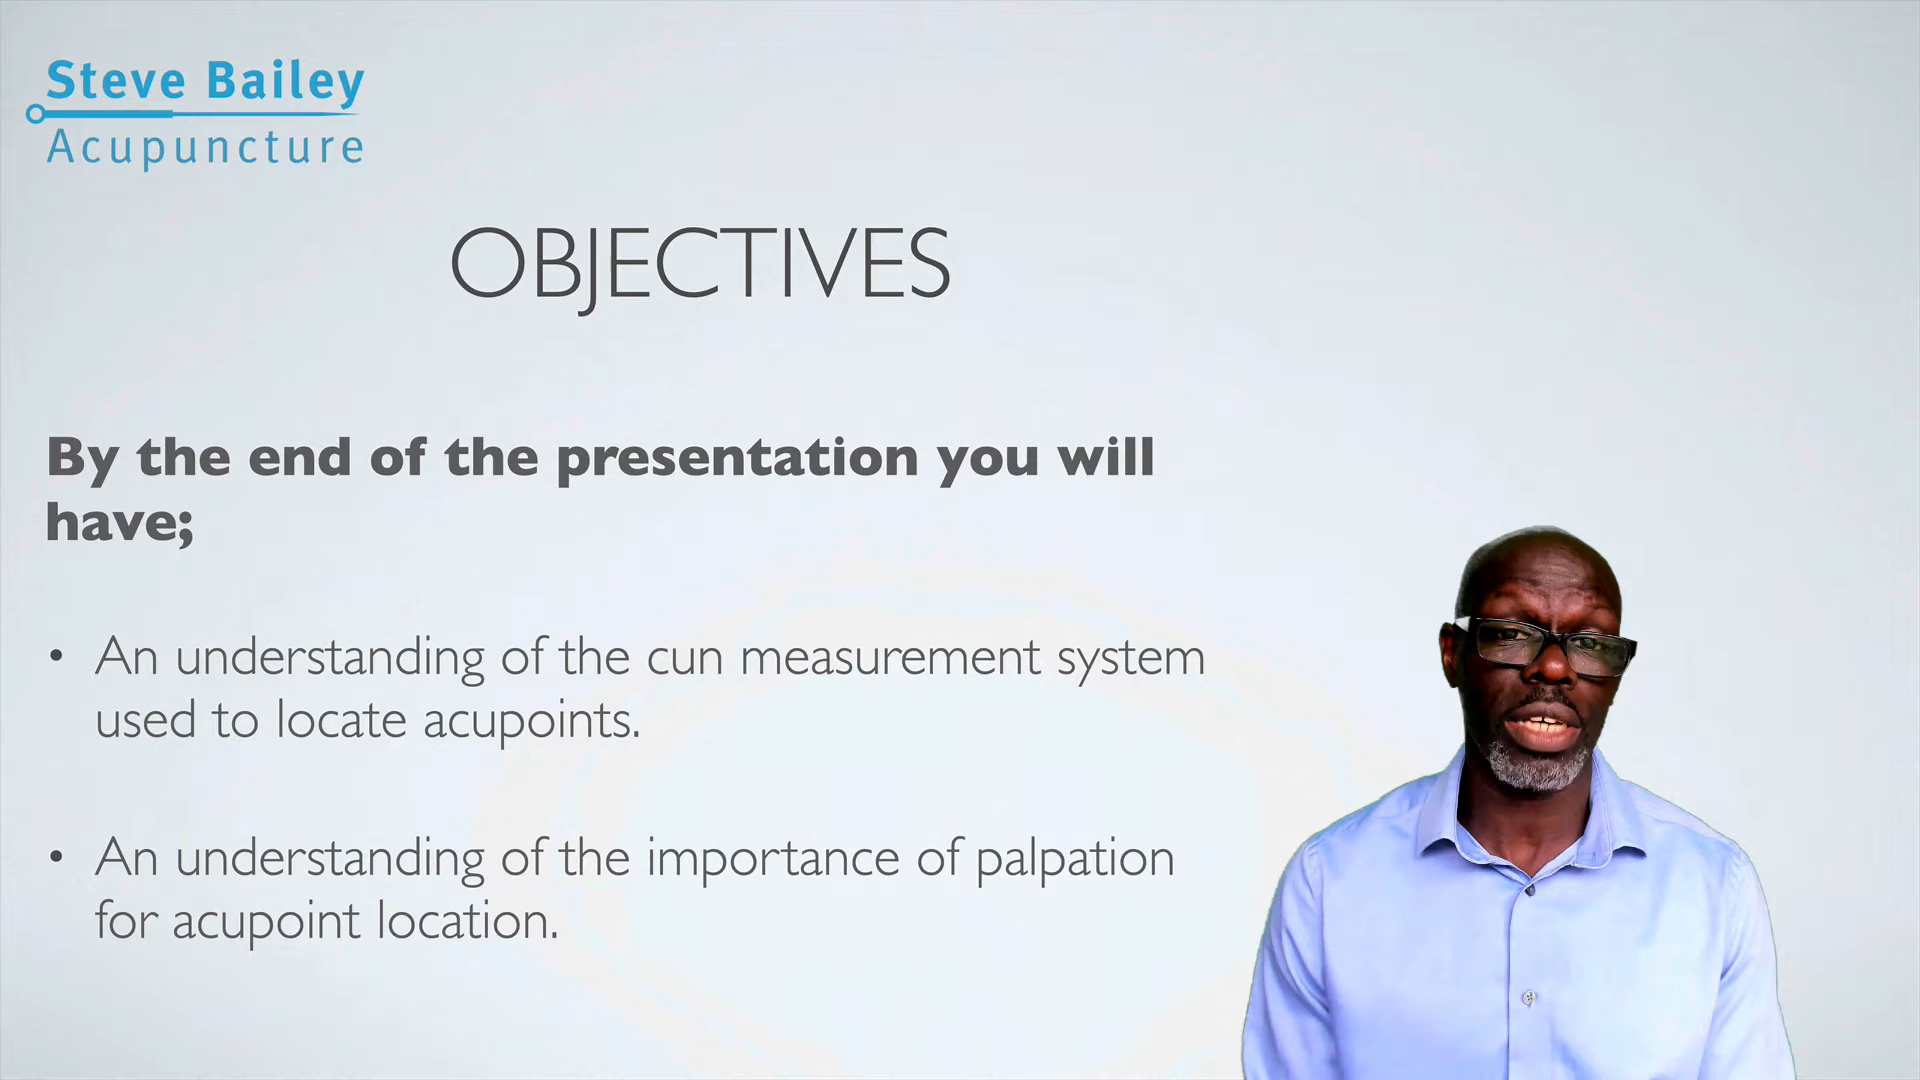 Steve Bailey
Acupuncture
OBJECTIVES
By the end of the presentation you will
have;
• An understanding of the cun measurement system
used to locate acupoints.
• An understanding of the importance of palpation
for acupoint location.